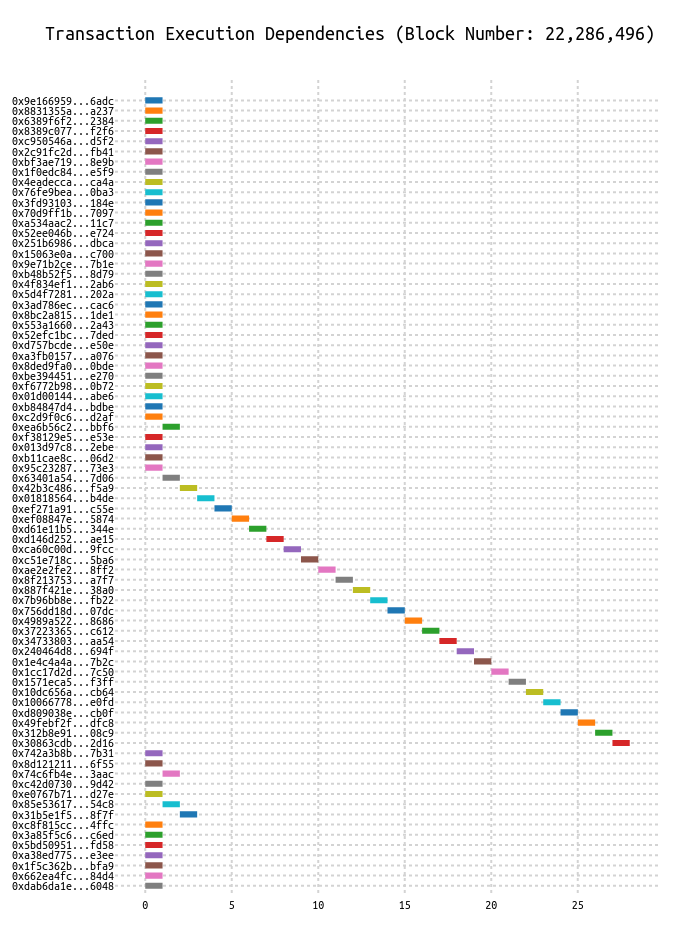 Transaction Execution Dependencies (Block Number: 22,286,496)
0x9e166959...6adc
0x8831355a...a237
0x6389f6f2...2384
0x8389c077...f2f6
0xc950546a...d5f2
0x2c91fc2d...fb41
0xbf3ae719...8e9b
0x1f0edc84...e5f9
0x4eadecca...ca4a
0x76fe9bea...0ba3
0x3fd93103...184e
0x70d9ff1b...7097
0xa534aac2...11c7
0x52ee046b...e724
0x251b6986...dbca
0x15063e0a...c700
0x9e71b2ce...7b1e
0xb48b52f5...8d79
0x4f834ef1...2ab6
0x5d4f7281...202a
0x3ad786ec...cac6
0x8bc2a815...1de1
0x553a1660...2a43
0x52efc1bc...7ded
0xd757bcde...e50e
0xa3fb0157...a076
0x8ded9fa0...0bde
0xbe394451...e270
0xf6772b98...0b72
0x01d00144...abe6
0xb84847d4...bdbe
0xc2d9f0c6...d2af
0xea6b56c2...bbf6
0xf38129e5...e53e
0x013d97c8...2ebe
0xb11cae8c...06d2
0x95c23287...73e3
0x63401a54...7d06
0x42b3c486...f5a9
0x01818564...b4de
0xef271a91...c55e
0xef08847e...5874
0xd61e11b5...344e
0xd146d252...ae15
0xca60c00d...9fcc
0xc51e718c...5ba6
0xae2e2fe2...8ff2
0x8f213753...a7f7
0x887f421e...38a0
0x7b96bb8e...fb22
0x756dd18d...07dc
0x4989a522...8686
0x37223365...c612
0x34733803...aa54
0x240464d8...694f
0x1e4c4a4a...7b2c
0x1cc17d2d...7c50
0x1571eca5...f3ff
0x10dc656a...cb64
0x10066778...e0fd
0xd809038e...cb0f
0x49febf2f...dfc8
0x312b8e91...08c9
0x30863cdb...2d16
0x742a3b8b...7b31
0x8d121211...6f55
0x74c6fb4e...3aac
0xc42d0730...9d42
0xe0767b71...d27e
0x85e53617...54c8
0x31b5e1f5...8f7f
0xc8f815cc...4ffc
0x3a85f5c6...c6ed
0x5bd50951...fd58
0xa38ed775...e3ee
0x1f5c362b...bfa9
0x662ea4fc...84d4
0xdab6da1e...6048
0 5 10 15 20 25